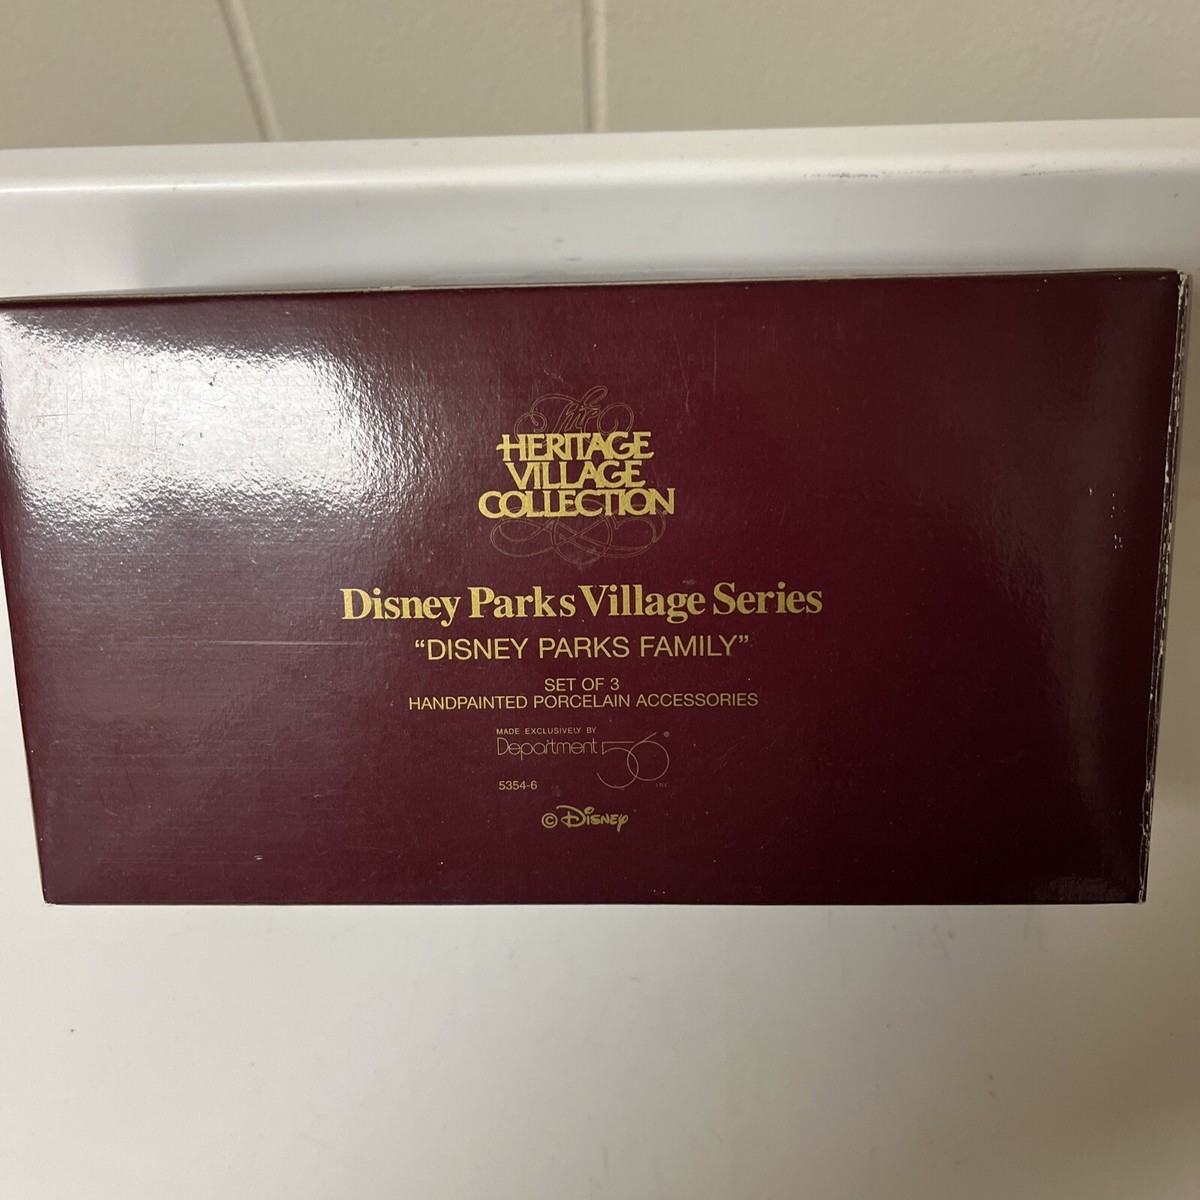 The
HERITAGE
VILLAGE
COLLECTION
Disney Parks Village Series
“DISNEY PARKS FAMILY”
SET OF 3
HANDPAINTED PORCELAIN ACCESSORIES
MADE EXCLUSIVELY BY
Department 56®
5354-6 INC.
© Disney